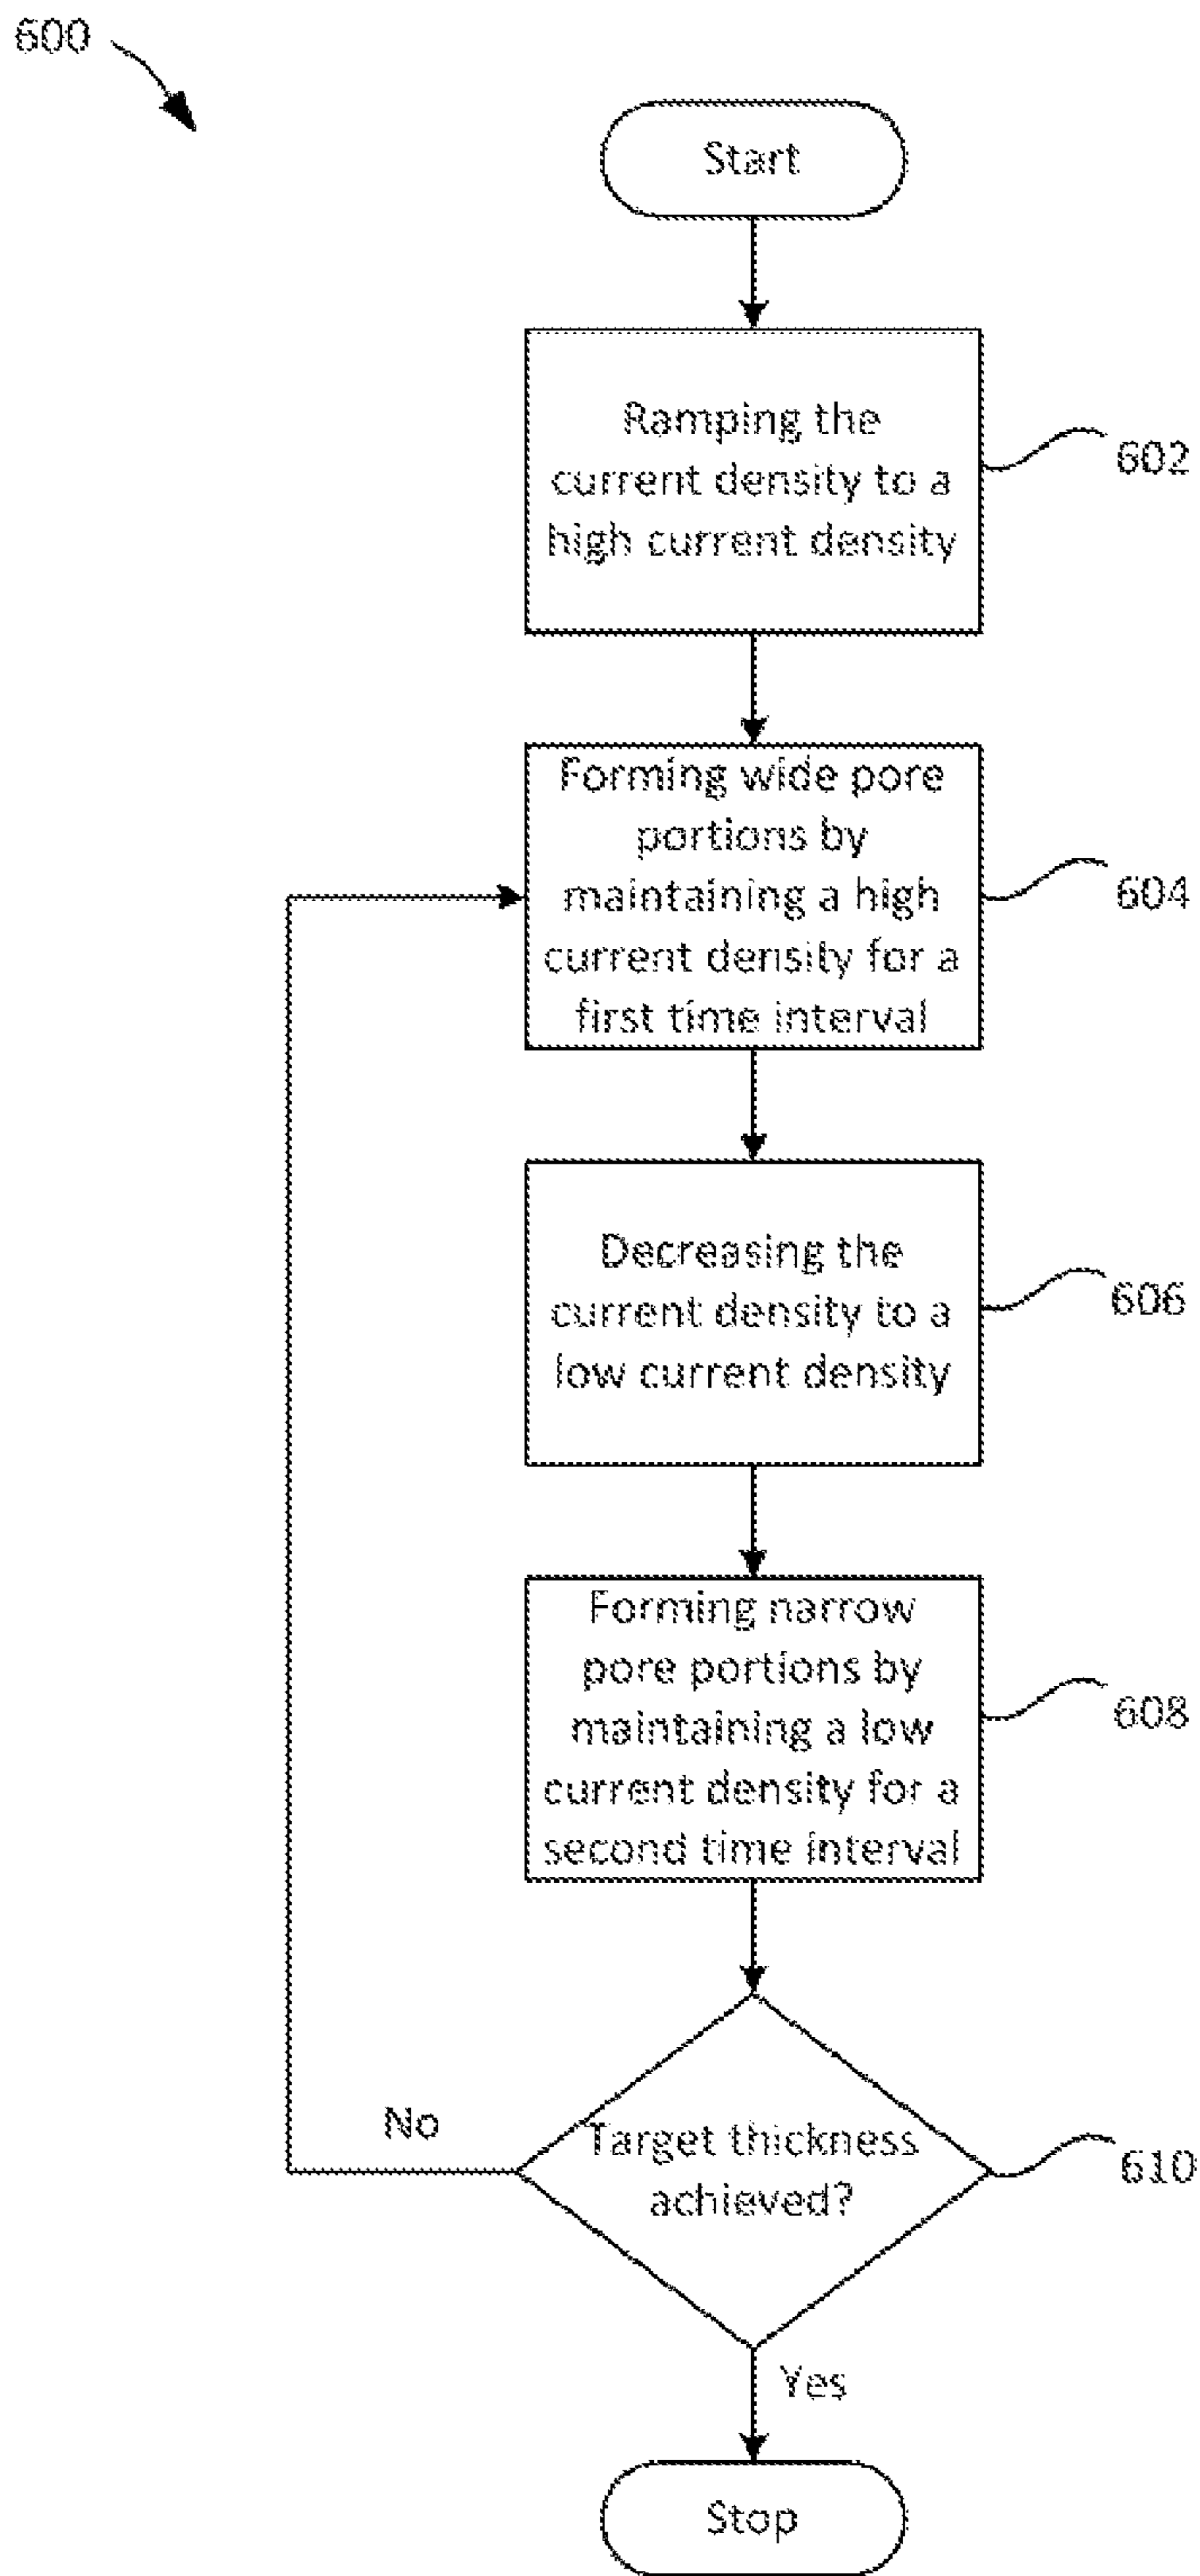 600
Start
Ramping the
current density to a
high current density
602
Forming wide pore
portions by
maintaining a high
current density for a
first time interval
604
Decreasing the
current density to a
low current density
606
Forming narrow
pore portions by
maintaining a low
current density for a
second time interval
608
Target thickness
achieved?
610
No
Yes
Stop